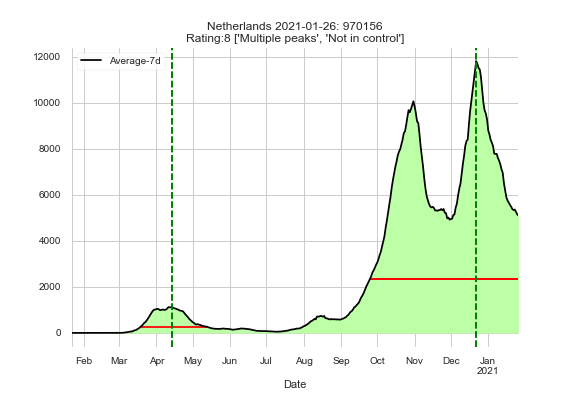 Netherlands 2021-01-26: 970156
Rating:8 ['Multiple peaks', 'Not in control']
Average-7d
12000
10000
8000
6000
4000
2000
0
Feb Mar Apr May Jun Jul Aug Sep Oct Nov Dec Jan
2021
Date